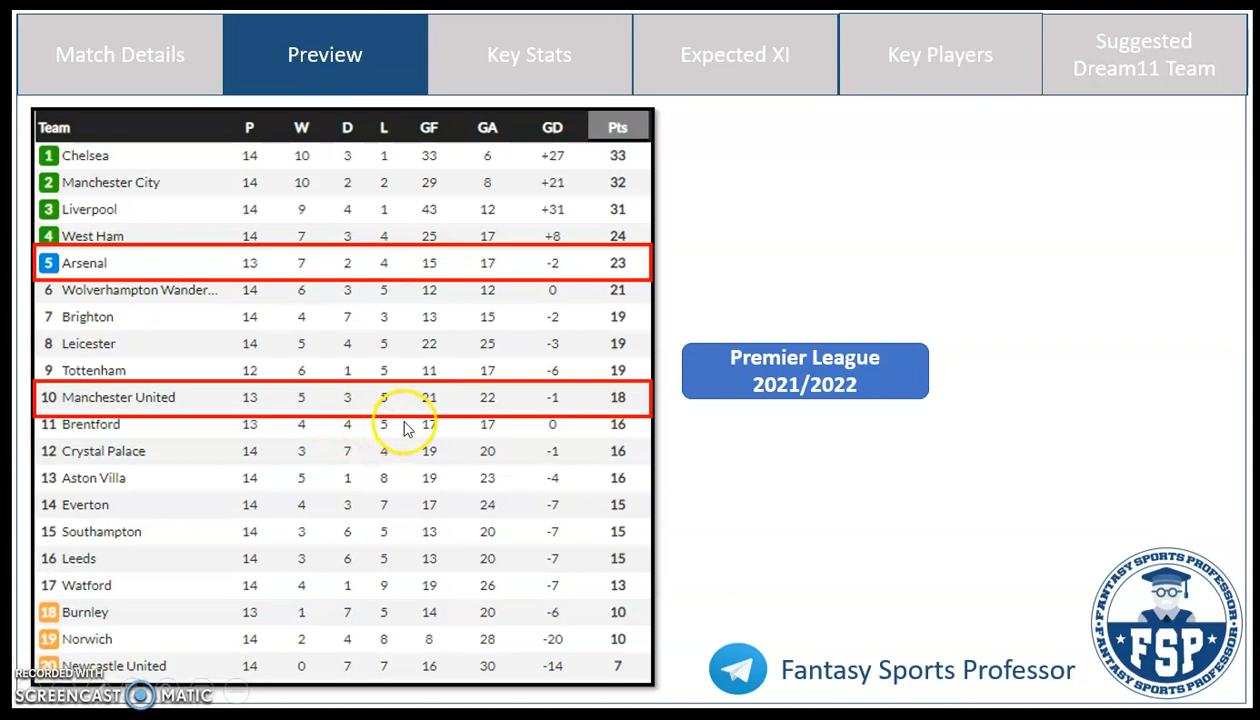 Match Details Preview Key Stats Expected XI Key Players Suggested Dream11 Team
Team P W D L GF GA GD Pts
1 Chelsea 14 10 3 1 33 6 +27 33
2 Manchester City 14 10 2 2 29 8 +21 32
3 Liverpool 14 9 4 1 43 12 +31 31
4 West Ham 14 7 3 4 25 17 +8 24
5 Arsenal 13 7 2 4 15 17 -2 23
6 Wolverhampton Wander... 14 6 3 5 12 12 0 21
7 Brighton 14 4 7 3 13 15 -2 19
8 Leicester 14 5 4 5 22 25 -3 19
9 Tottenham 12 6 1 5 11 17 -6 19
10 Manchester United 13 5 3 5 21 22 -1 18
11 Brentford 13 4 4 5 17 17 0 16
12 Crystal Palace 14 3 7 4 19 20 -1 16
13 Aston Villa 14 5 1 8 19 23 -4 16
14 Everton 14 4 3 7 17 24 -7 15
15 Southampton 14 3 6 5 13 20 -7 15
16 Leeds 14 3 6 5 13 20 -7 15
17 Watford 14 4 1 9 19 26 -7 13
18 Burnley 13 1 7 5 14 20 -6 10
19 Norwich 14 2 4 8 8 28 -20 10
20 Newcastle United 14 0 7 7 16 30 -14 7
Premier League
2021/2022
Fantasy Sports Professor
•FANTASY SPORTS PROFESSOR•
FSP
FANTASY SPORTS PROFESSOR
RECORDED WITH
SCREENCAST MATIC